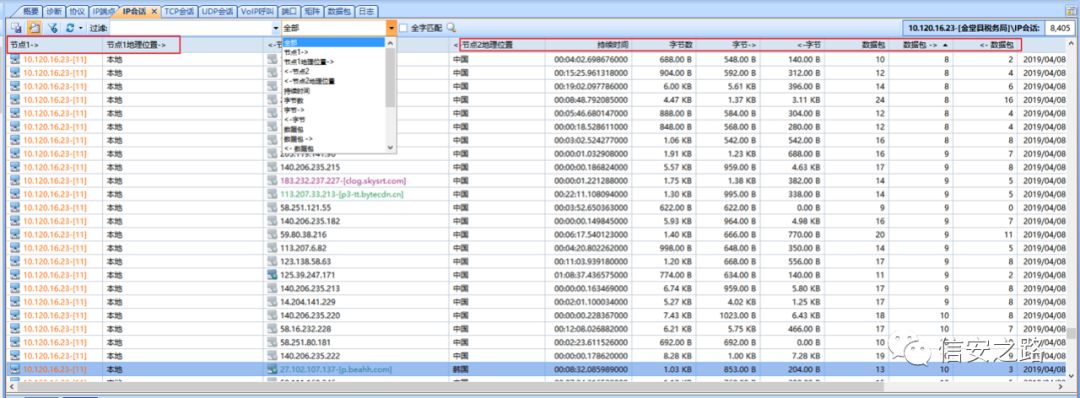 概要 诊断 协议 IP端点 IP会话 TCP会话 UDP会话 VoIP呼叫 端口 矩阵 数据包 日志
过滤: 全部 全字匹配 10.120.16.23-[金堂县税务局]\IP会话: 8,405
节点1-> 节点1地理位置-> <-节点2地理位置 持续时间 字节数 字节-> <-字节 数据包 数据包 -> <- 数据包
全部
节点1->
节点1地理位置->
<-节点2
<-节点2地理位置
持续时间
字节数
字节->
<-字节
数据包
数据包 ->
<- 数据包
10.120.16.23-[11] 本地 中国 00:04:02.698676000 688.00 B 548.00 B 140.00 B 10 8 2 2019/04/08
10.120.16.23-[11] 本地 中国 00:15:25.961318000 904.00 B 592.00 B 312.00 B 12 8 4 2019/04/08
10.120.16.23-[11] 本地 中国 00:19:02.097786000 6.00 KB 5.61 KB 396.00 B 14 8 6 2019/04/08
10.120.16.23-[11] 本地 中国 00:08:48.792085000 4.47 KB 1.37 KB 3.11 KB 24 8 16 2019/04/08
10.120.16.23-[11] 本地 中国 00:05:46.680147000 888.00 B 584.00 B 304.00 B 12 8 4 2019/04/08
10.120.16.23-[11] 本地 中国 00:00:18.528611000 848.00 B 568.00 B 280.00 B 12 8 4 2019/04/08
10.120.16.23-[11] 本地 中国 00:03:02.524277000 1.06 KB 542.00 B 542.00 B 16 8 8 2019/04/08
10.120.16.23-[11] 本地 中国 00:00:01.032908000 1.91 KB 1.23 KB 688.00 B 16 9 7 2019/04/08
10.120.16.23-[11] 本地 140.206.235.215 中国 00:00:00.186824000 5.57 KB 959.00 B 4.63 KB 17 9 8 2019/04/08
10.120.16.23-[11] 本地 183.232.237.227-[clog.skysrt.com] 中国 00:00:01.221288000 1.75 KB 1.38 KB 382.00 B 14 9 5 2019/04/08
10.120.16.23-[11] 本地 113.207.33.213-[p3-tt.bytecdn.cn] 中国 00:22:11.108094000 1.30 KB 995.00 B 338.00 B 14 9 5 2019/04/08
10.120.16.23-[11] 本地 58.251.121.55 中国 00:03:52.650363000 622.00 B 622.00 B 0.00 B 9 9 0 2019/04/08
10.120.16.23-[11] 本地 140.206.235.182 中国 00:00:00.149845000 5.93 KB 964.00 B 4.98 KB 16 9 7 2019/04/08
10.120.16.23-[11] 本地 59.80.38.216 中国 00:06:17.540123000 1.40 KB 666.00 B 770.00 B 20 9 11 2019/04/08
10.120.16.23-[11] 本地 113.207.6.82 中国 00:04:20.802262000 998.00 B 648.00 B 350.00 B 14 9 5 2019/04/08
10.120.16.23-[11] 本地 123.138.58.63 中国 00:11:03.939180000 1.20 KB 668.00 B 556.00 B 17 9 8 2019/04/08
10.120.16.23-[11] 本地 125.39.247.171 中国 01:08:37.436575000 774.00 B 634.00 B 140.00 B 11 9 2 2019/04/08
10.120.16.23-[11] 本地 140.206.235.213 中国 00:00:00.163469000 6.74 KB 959.00 B 5.80 KB 17 9 8 2019/04/08
10.120.16.23-[11] 本地 14.204.141.229 中国 00:02:01.100034000 5.27 KB 4.02 KB 1.25 KB 17 9 8 2019/04/08
10.120.16.23-[11] 本地 140.206.235.220 中国 00:00:00.228367000 7.43 KB 1023.00 B 6.43 KB 18 10 8 2019/04/08
10.120.16.23-[11] 本地 58.16.232.228 中国 00:12:08.026882000 6.21 KB 5.75 KB 466.00 B 17 10 7 2019/04/08
10.120.16.23-[11] 本地 58.251.80.181 中国 00:02:23.611526000 692.00 B 692.00 B 0.00 B 10 10 2019/04/08
10.120.16.23-[11] 本地 140.206.235.222 中国 00:00:00.178620000 8.28 KB 1.00 KB 7.28 KB 19 10 2019/04/08
10.120.16.23-[11] 本地 27.102.107.137-[p.beahh.com] 韩国 00:08:32.085989000 1.03 KB 853.00 B 204.00 B 13 10 3 2019/04/08
信安之路